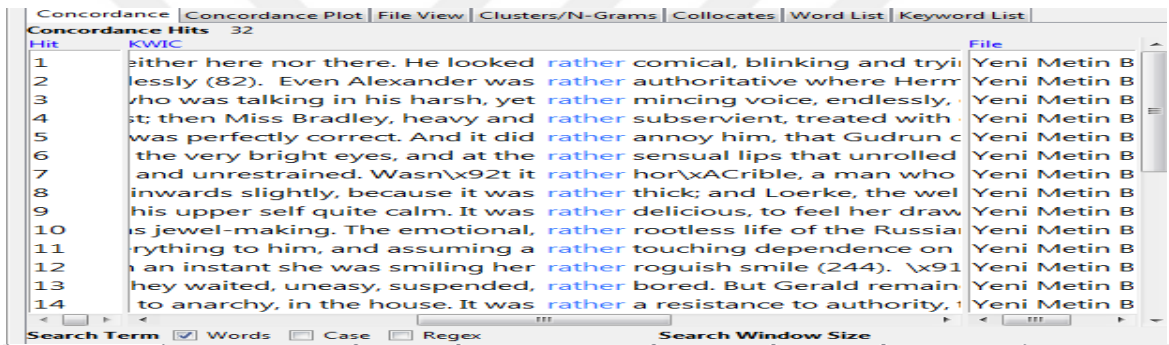 Concordance Concordance Plot File View Clusters/N-Grams Collocates Word List Keyword List
Concordance Hits 32
Hit KWIC File
1 either here nor there. He looked rather comical, blinking and tryi Yeni Metin B
2 lessly (82). Even Alexander was rather authoritative where Herm Yeni Metin B
3 who was talking in his harsh, yet rather mincing voice, endlessly, Yeni Metin B
4 st; then Miss Bradley, heavy and rather subservient, treated with Yeni Metin B
5 was perfectly correct. And it did rather annoy him, that Gudrun c Yeni Metin B
6 the very bright eyes, and at the rather sensual lips that unrolled Yeni Metin B
7 and unrestrained. Wasn\x92t it rather hor\xACrible, a man who Yeni Metin B
8 inwards slightly, because it was rather thick; and Loerke, the wel Yeni Metin B
9 his upper self quite calm. It was rather delicious, to feel her draw Yeni Metin B
10 s jewel-making. The emotional, rather rootless life of the Russia Yeni Metin B
11 rything to him, and assuming a rather touching dependence on Yeni Metin B
12 an instant she was smiling her rather roguish smile (244). \x91 Yeni Metin B
13 hey waited, uneasy, suspended, rather bored. But Gerald remain Yeni Metin B
14 to anarchy, in the house. It was rather a resistance to authority, Yeni Metin B
Search Term Words Case Regex Search Window Size